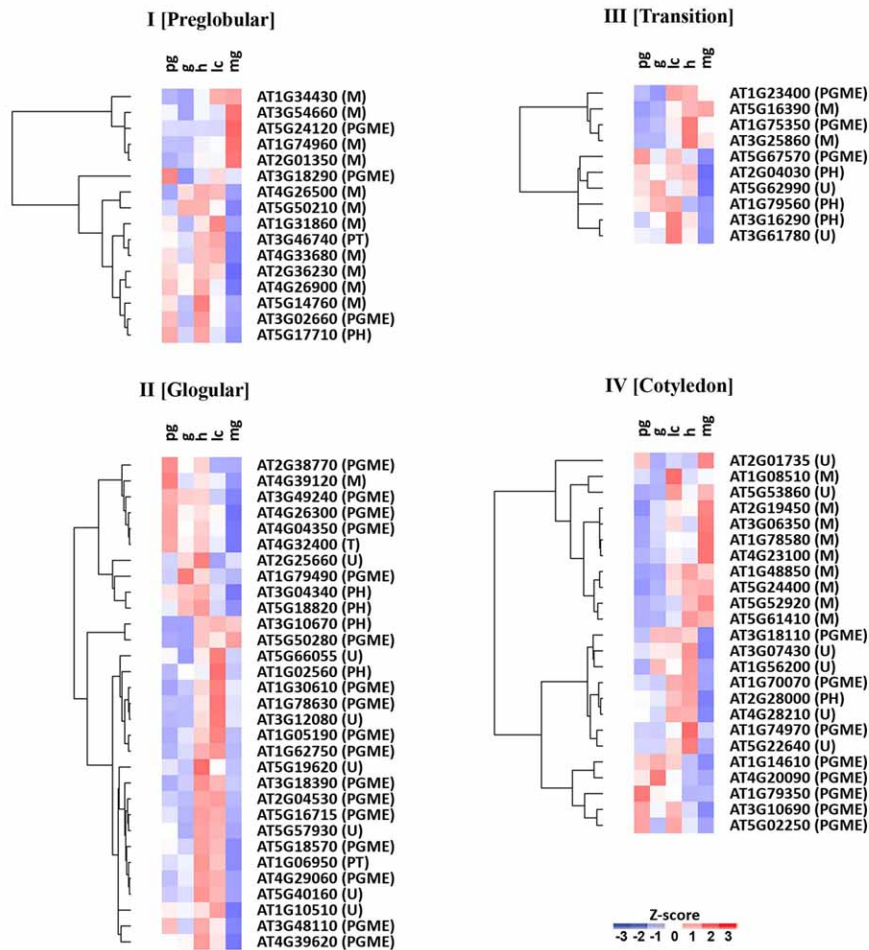 I [Preglobular]
pg g h lc mg
AT1G34430 (M)
AT3G54660 (M)
AT5G24120 (PGME)
AT1G74960 (M)
AT2G01350 (M)
AT3G18290 (PGME)
AT4G26500 (M)
AT5G50210 (M)
AT1G31860 (M)
AT3G46740 (PT)
AT4G33680 (M)
AT2G36230 (M)
AT4G26900 (M)
AT5G14760 (M)
AT3G02660 (PGME)
AT5G17710 (PH)
II [Glogular]
pg g h lc mg
AT2G38770 (PGME)
AT4G39120 (M)
AT3G49240 (PGME)
AT4G26300 (PGME)
AT4G04350 (PGME)
AT4G32400 (T)
AT2G25660 (U)
AT1G79490 (PGME)
AT3G04340 (PH)
AT5G18820 (PH)
AT3G10670 (PH)
AT5G50280 (PGME)
AT5G66055 (U)
AT1G02560 (PH)
AT1G30610 (PGME)
AT1G78630 (PGME)
AT3G12080 (U)
AT1G05190 (PGME)
AT1G62750 (PGME)
AT5G19620 (U)
AT3G18390 (PGME)
AT2G04530 (PGME)
AT5G16715 (PGME)
AT5G57930 (U)
AT5G18570 (PGME)
AT1G06950 (PT)
AT4G29060 (PGME)
AT5G40160 (U)
AT1G10510 (U)
AT3G48110 (PGME)
AT4G39620 (PGME)
III [Transition]
pg g lc h mg
AT1G23400 (PGME)
AT5G16390 (M)
AT1G75350 (PGME)
AT3G25860 (M)
AT5G67570 (PGME)
AT2G04030 (PH)
AT5G62990 (U)
AT1G79560 (PH)
AT3G16290 (PH)
AT3G61780 (U)
IV [Cotyledon]
pg g lc h mg
AT2G01735 (U)
AT1G08510 (M)
AT5G53860 (U)
AT2G19450 (M)
AT3G06350 (M)
AT1G78580 (M)
AT4G23100 (M)
AT1G48850 (M)
AT5G24400 (M)
AT5G52920 (M)
AT5G61410 (M)
AT3G18110 (PGME)
AT3G07430 (U)
AT1G56200 (U)
AT1G70070 (PGME)
AT2G28000 (PH)
AT4G28210 (U)
AT1G74970 (PGME)
AT5G22640 (U)
AT1G14610 (PGME)
AT4G20090 (PGME)
AT1G79350 (PGME)
AT3G10690 (PGME)
AT5G02250 (PGME)
Z-score
-3 -2 -1 0 1 2 3